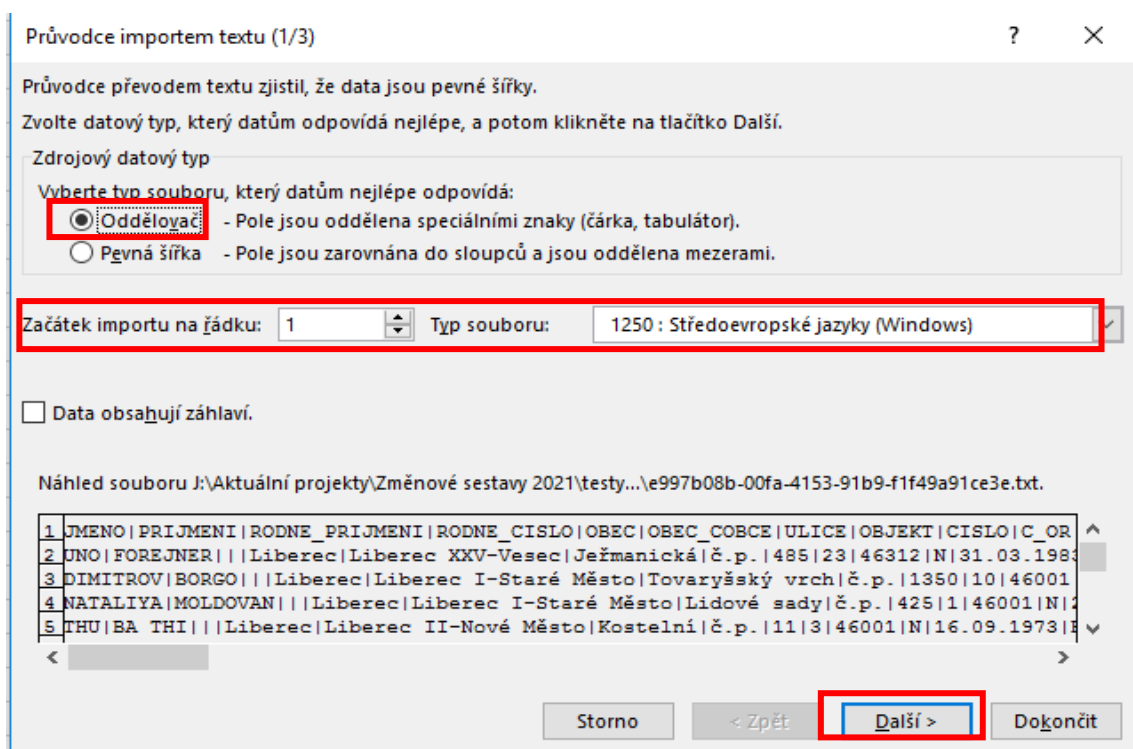 Průvodce importem textu (1/3) ?
Průvodce převodem textu zjistil, že data jsou pevné šířky.
Zvolte datový typ, který datům odpovídá nejlépe, a potom klikněte na tlačítko Další.
Zdrojový datový typ
Vyberte typ souboru, který datům nejlépe odpovídá:
Oddělovač - Pole jsou oddělena speciálními znaky (čárka, tabulátor).
Pevná šířka - Pole jsou zarovnána do sloupců a jsou oddělena mezerami.
Začátek importu na řádku: 1 Typ souboru: 1250 : Středoevropské jazyky (Windows)
Data obsahují záhlaví.
Náhled souboru J:\Aktuální projekty\Změnové sestavy 2021\testy...\e997b08b-00fa-4153-91b9-f1f49a91ce3e.txt.
1 JMENO|PRIJMENI|RODNE_PRIJMENI|RODNE_CISLO|OBEC|OBEC_COBCE|ULICE|OBJEKT|CISLO|C_OR
2 UNO|FOREJNER|||Liberec|Liberec XXV-Vesec|Ježmanická|č.p.|485|23|46312|N|31.03.198
3 DIMITROV|BORGO|||Liberec|Liberec I-Staré Město|Tovaryšský vrch|č.p.|1350|10|46001
4 NATALIYA|MOLDOVAN|||Liberec|Liberec I-Staré Město|Lidové sady|č.p.|425|1|46001|N|
5 THU|BA THI|||Liberec|Liberec II-Nové Město|Kostelní|č.p.|11|3|46001|N|16.09.1973|
Storno < Zpět Další > Dokončit